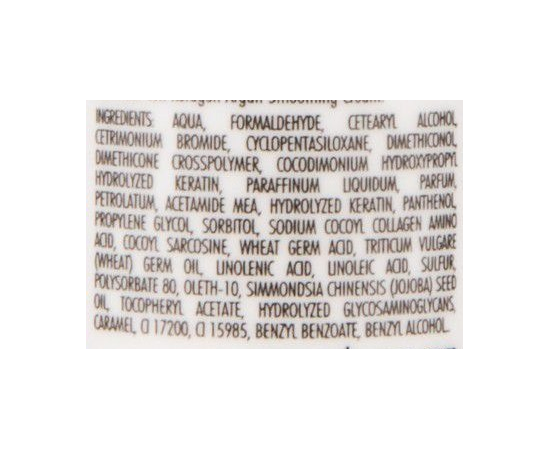 Smoothing Cream
INGREDIENTS: AQUA, FORMALDEHYDE, CETEARYL ALCOHOL,
CETRIMONIUM BROMIDE, CYCLOPENTASILOXANE, DIMETHICONOL,
DIMETHICONE CROSSPOLYMER, COCODIMONIUM HYDROXYPROPYL
HYDROLYZED KERATIN, PARAFFINUM LIQUIDUM, PARFUM,
PETROLATUM, ACETAMIDE MEA, HYDROLYZED KERATIN, PANTHENOL,
PROPYLENE GLYCOL, SORBITOL, SODIUM COCOYL COLLAGEN AMINO
ACID, COCOYL SARCOSINE, WHEAT GERM ACID, TRITICUM VULGARE
(WHEAT) GERM OIL, LINOLENIC ACID, LINOLEIC ACID, SULFUR,
POLYSORBATE 80, OLETH-10, SIMMONDSIA CHINENSIS (JOJOBA) SEED
OIL, TOCOPHERYL ACETATE, HYDROLYZED GLYCOSAMINOGLYCANS,
CARAMEL, CI 17200, CI 15985, BENZYL BENZOATE, BENZYL ALCOHOL.